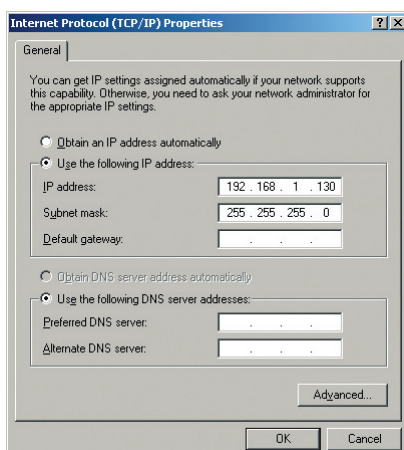 Internet Protocol (TCP/IP) Properties
General
You can get IP settings assigned automatically if your network supports
this capability. Otherwise, you need to ask your network administrator for
the appropriate IP settings.
Obtain an IP address automatically
Use the following IP address:
IP address: 192 . 168 . 1 . 130
Subnet mask: 255 . 255 . 255 . 0
Default gateway: . . .
Obtain DNS server address automatically
Use the following DNS server addresses:
Preferred DNS server: . . .
Alternate DNS server: . . .
Advanced...
OK Cancel